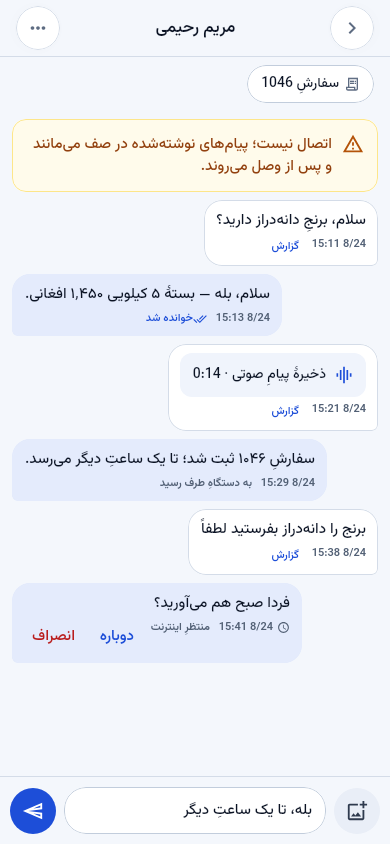 مریم رحیمی
سفارشِ 1046
اتصال نیست؛ پیام‌های نوشته‌شده در صف می‌مانند
و پس از وصل می‌روند.
سلام، برنجِ دانه‌دراز دارید؟
8/24 15:11 گزارش
سلام، بله — بستهٔ ۵ کیلویی ۱,۴۵۰ افغانی.
8/24 15:13 خوانده شد
ذخیرهٔ پیامِ صوتی · 0:14
8/24 15:21 گزارش
سفارشِ ۱۰۴۶ ثبت شد؛ تا یک ساعتِ دیگر می‌رسد.
8/24 15:29 به دستگاهِ طرف رسید
برنج را دانه‌دراز بفرستید لطفاً
8/24 15:38 گزارش
فردا صبح هم می‌آورید؟
8/24 15:41 منتظرِ اینترنت دوباره انصراف
بله، تا یک ساعتِ دیگر